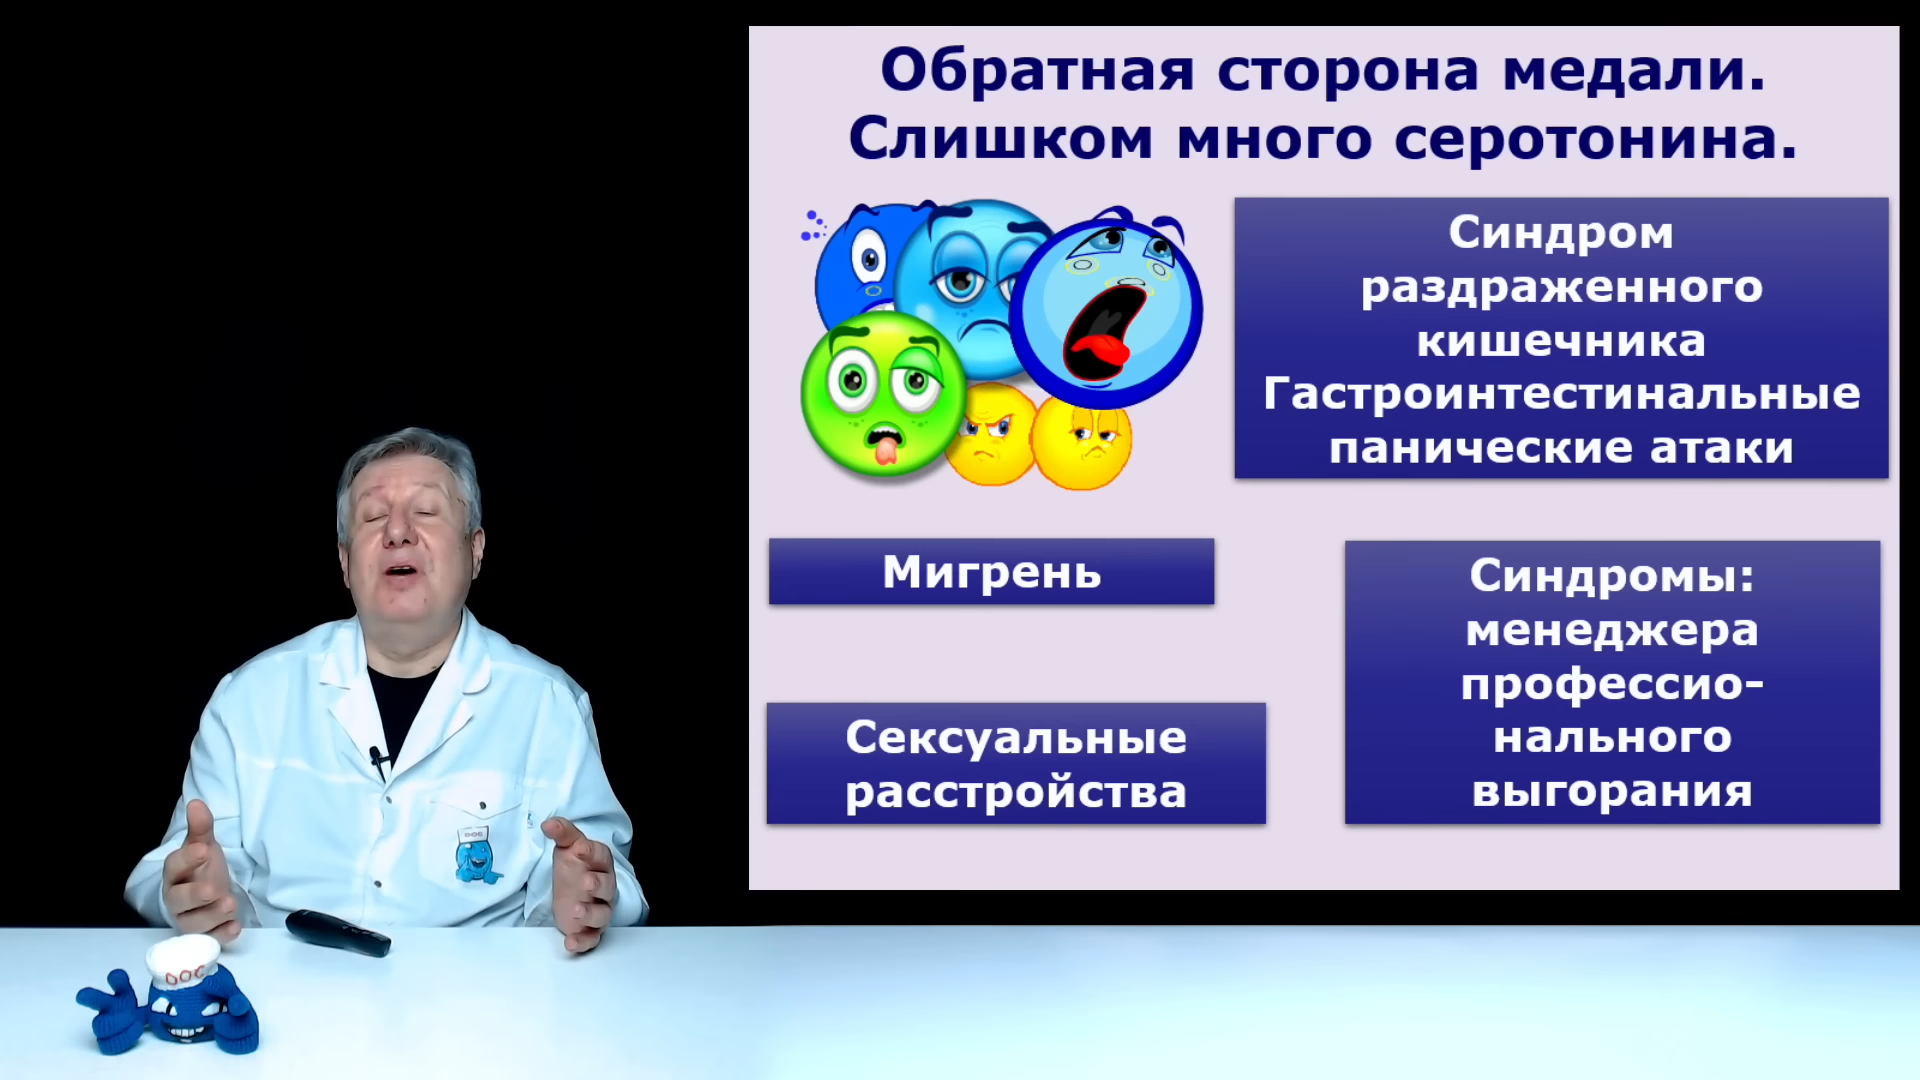 Обратная сторона медали.
Слишком много серотонина.
Синдром
раздраженного
кишечника
Гастроинтестинальные
панические атаки
Мигрень
Синдромы:
менеджера
профессио-
нального
выгорания
Сексуальные
расстройства
DOC